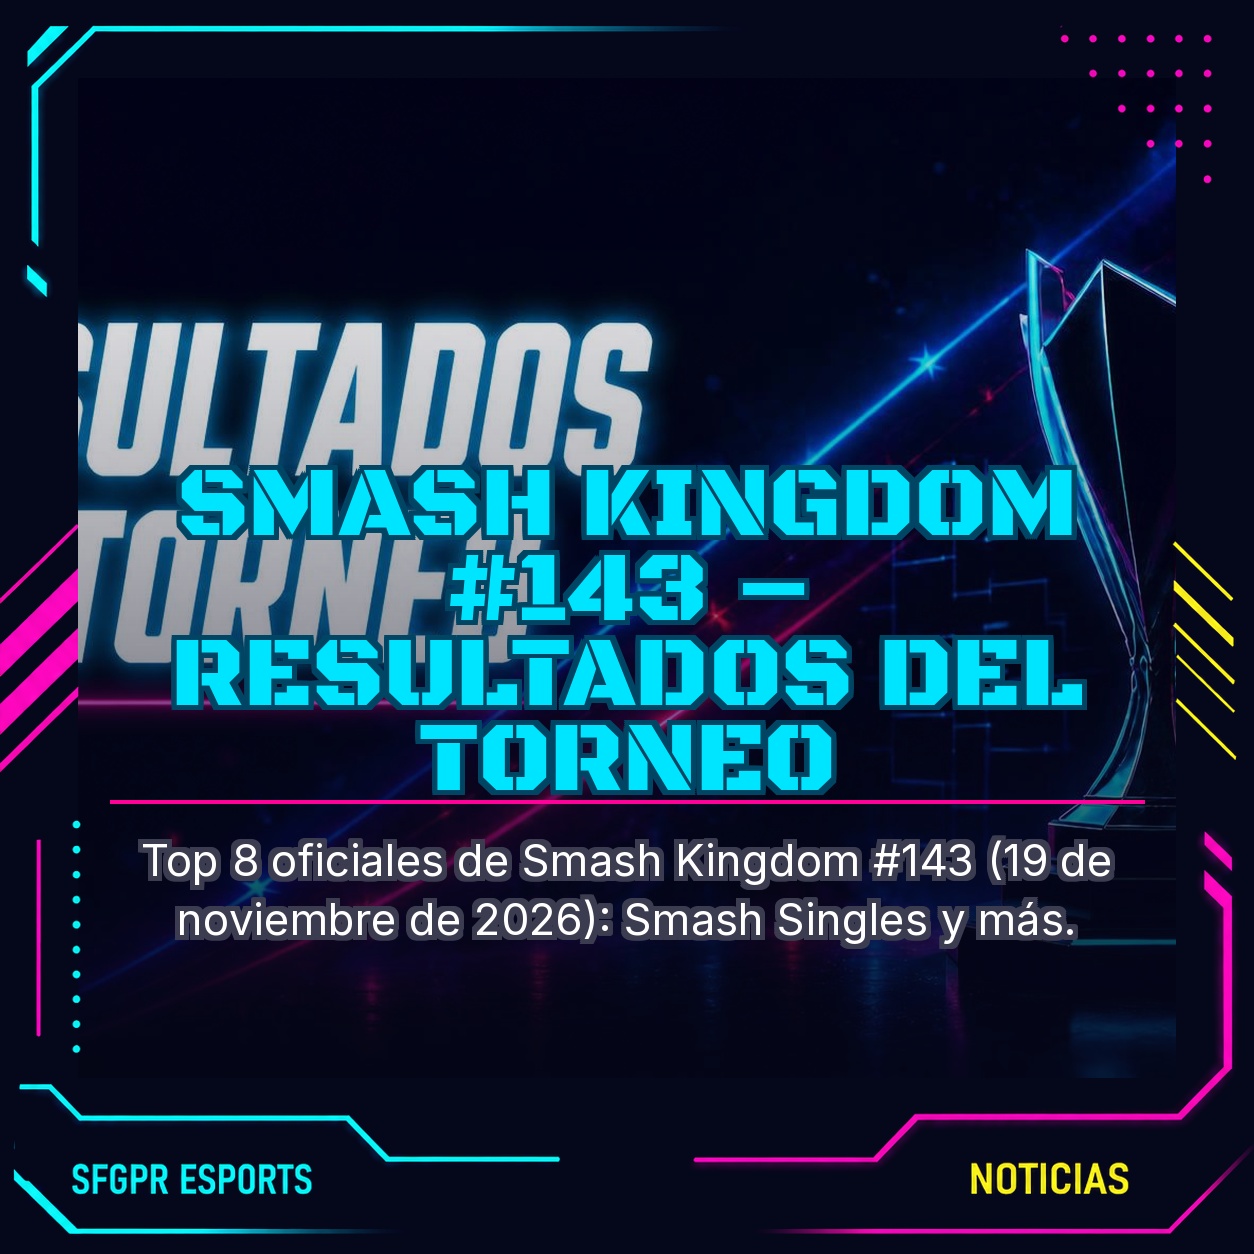 SULTADOS
TORNEO
SMASH KINGDOM
#143 –
RESULTADOS DEL
TORNEO
Top 8 oficiales de Smash Kingdom #143 (19 de
noviembre de 2026): Smash Singles y más.
SFGPR ESPORTS
NOTICIAS